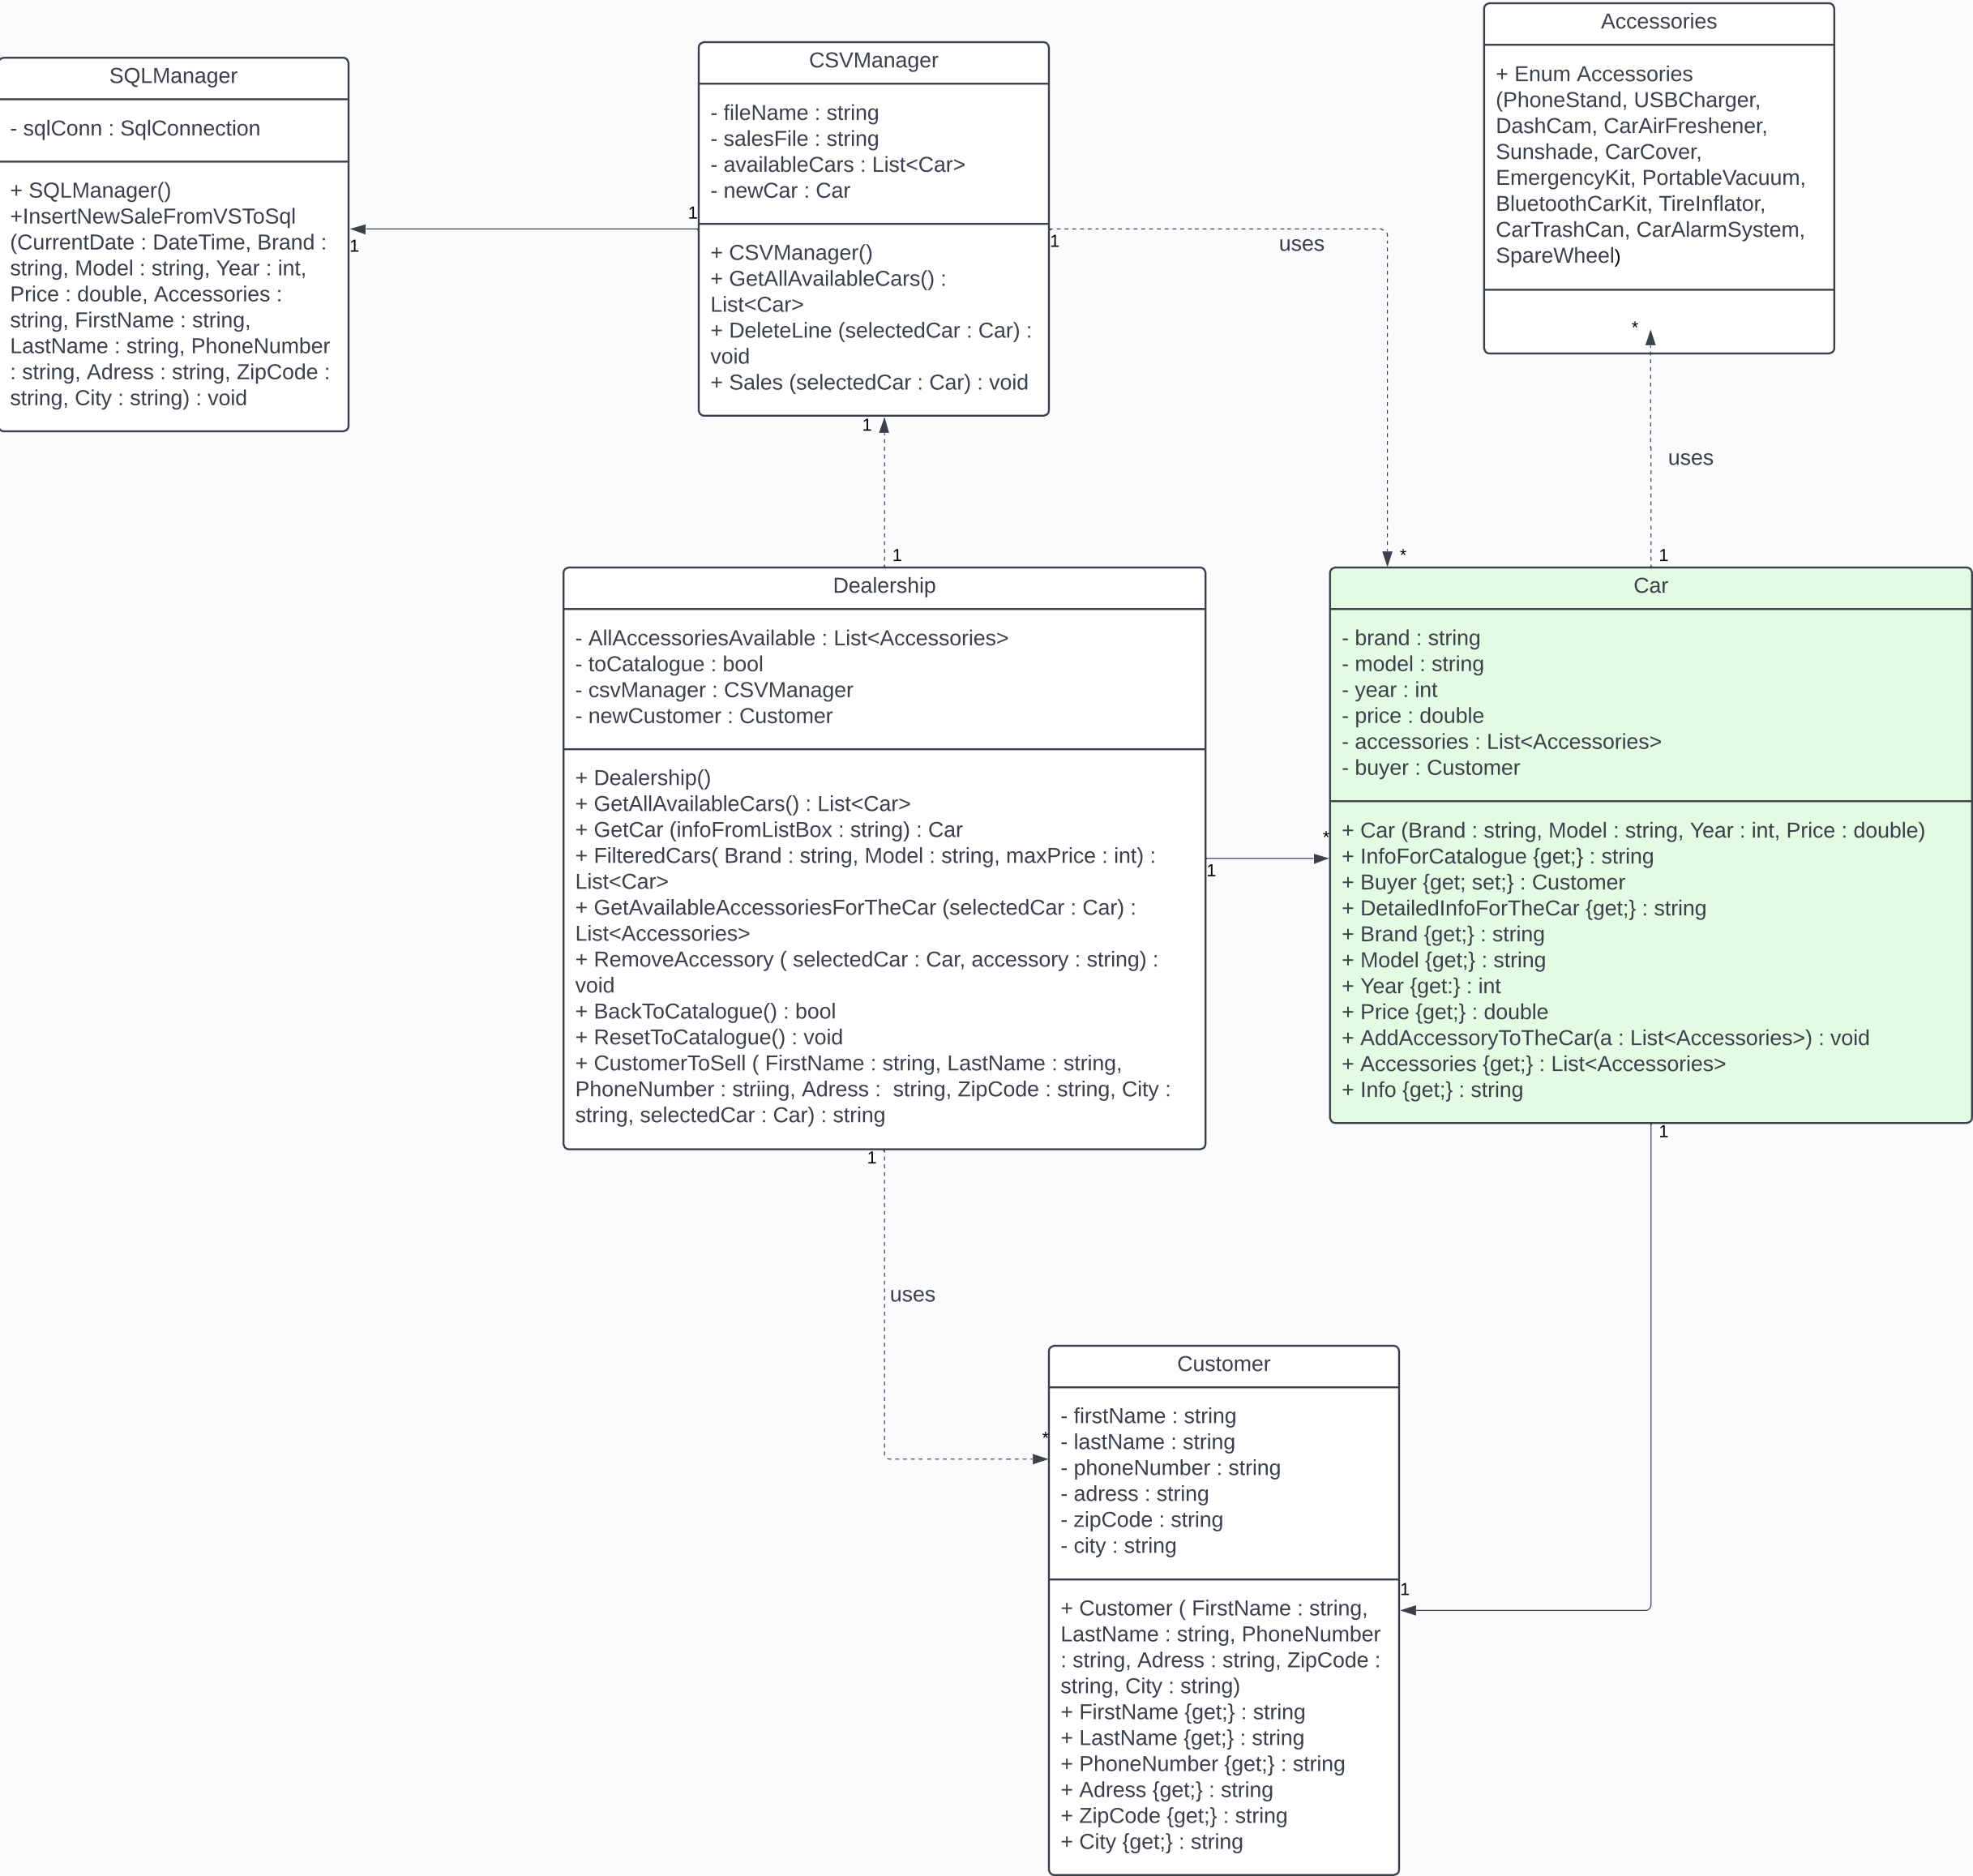 SQLManager
- sqlConn : SqlConnection
+ SQLManager()
+InsertNewSaleFromVSToSql
(CurrentDate : DateTime, Brand :
string, Model : string, Year : int,
Price : double, Accessories :
string, FirstName : string,
LastName : string, PhoneNumber
: string, Adress : string, ZipCode :
string, City : string) : void
1
1
CSVManager
- fileName : string
- salesFile : string
- availableCars : List<Car>
- newCar : Car
+ CSVManager()
+ GetAllAvailableCars() :
List<Car>
+ DeleteLine (selectedCar : Car) :
void
+ Sales (selectedCar : Car) : void
1
uses
*
Accessories
+ Enum Accessories
(PhoneStand, USBCharger,
DashCam, CarAirFreshener,
Sunshade, CarCover,
EmergencyKit, PortableVacuum,
BluetoothCarKit, TireInflator,
CarTrashCan, CarAlarmSystem,
SpareWheel)
*
uses
1
1
1
Dealership
- AllAccessoriesAvailable : List<Accessories>
- toCatalogue : bool
- csvManager : CSVManager
- newCustomer : Customer
+ Dealership()
+ GetAllAvailableCars() : List<Car>
+ GetCar (infoFromListBox : string) : Car
+ FilteredCars( Brand : string, Model : string, maxPrice : int) :
List<Car>
+ GetAvailableAccessoriesForTheCar (selectedCar : Car) :
List<Accessories>
+ RemoveAccessory ( selectedCar : Car, accessory : string) :
void
+ BackToCatalogue() : bool
+ ResetToCatalogue() : void
+ CustomerToSell ( FirstName : string, LastName : string,
PhoneNumber : striing, Adress :  string, ZipCode : string, City :
string, selectedCar : Car) : string
1
*
Car
- brand : string
- model : string
- year : int
- price : double
- accessories : List<Accessories>
- buyer : Customer
+ Car (Brand : string, Model : string, Year : int, Price : double)
+ InfoForCatalogue {get;} : string
+ Buyer {get; set;} : Customer
+ DetailedInfoForTheCar {get;} : string
+ Brand {get;} : string
+ Model {get;} : string
+ Year {get:} : int
+ Price {get;} : double
+ AddAccessoryToTheCar(a : List<Accessories>) : void
+ Accessories {get;} : List<Accessories>
+ Info {get;} : string
1
1
uses
*
1
Customer
- firstName : string
- lastName : string
- phoneNumber : string
- adress : string
- zipCode : string
- city : string
+ Customer ( FirstName : string,
LastName : string, PhoneNumber
: string, Adress : string, ZipCode :
string, City : string)
+ FirstName {get;} : string
+ LastName {get;} : string
+ PhoneNumber {get;} : string
+ Adress {get;} : string
+ ZipCode {get;} : string
+ City {get;} : string